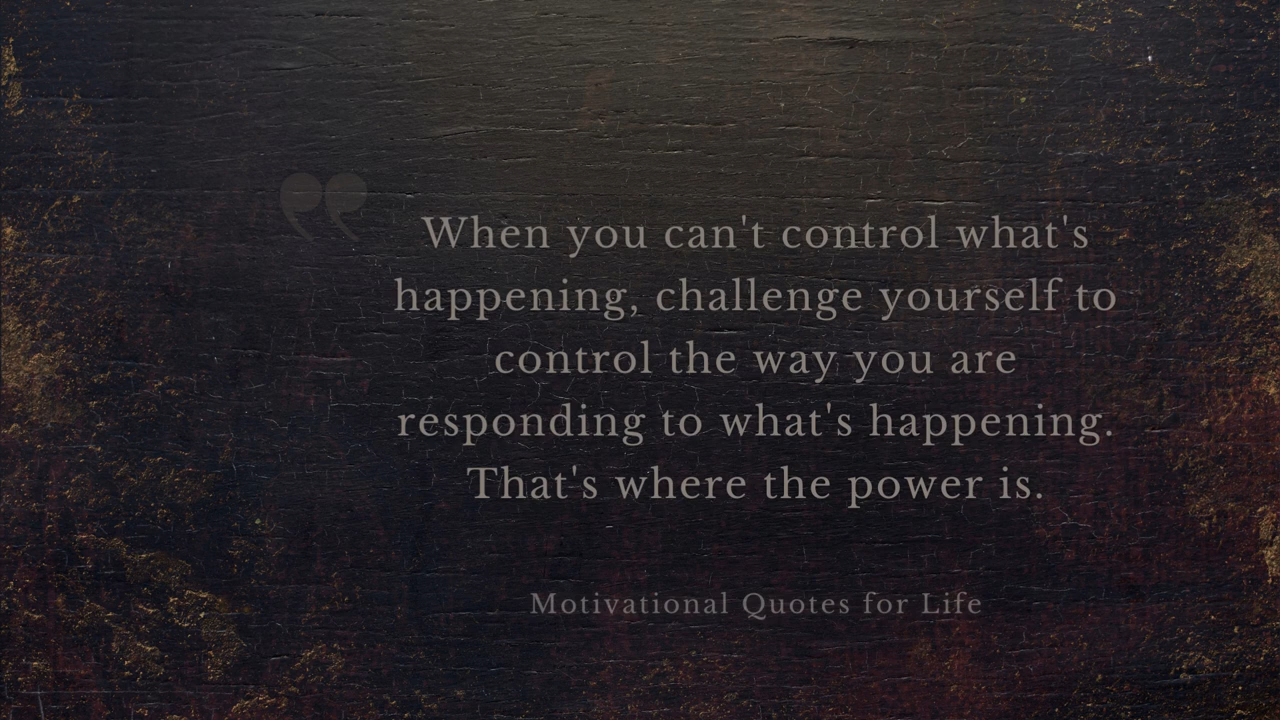 When you can't control what's
happening, challenge yourself to
control the way you are
responding to what's happening.
That's where the power is.
Motivational Quotes for Life